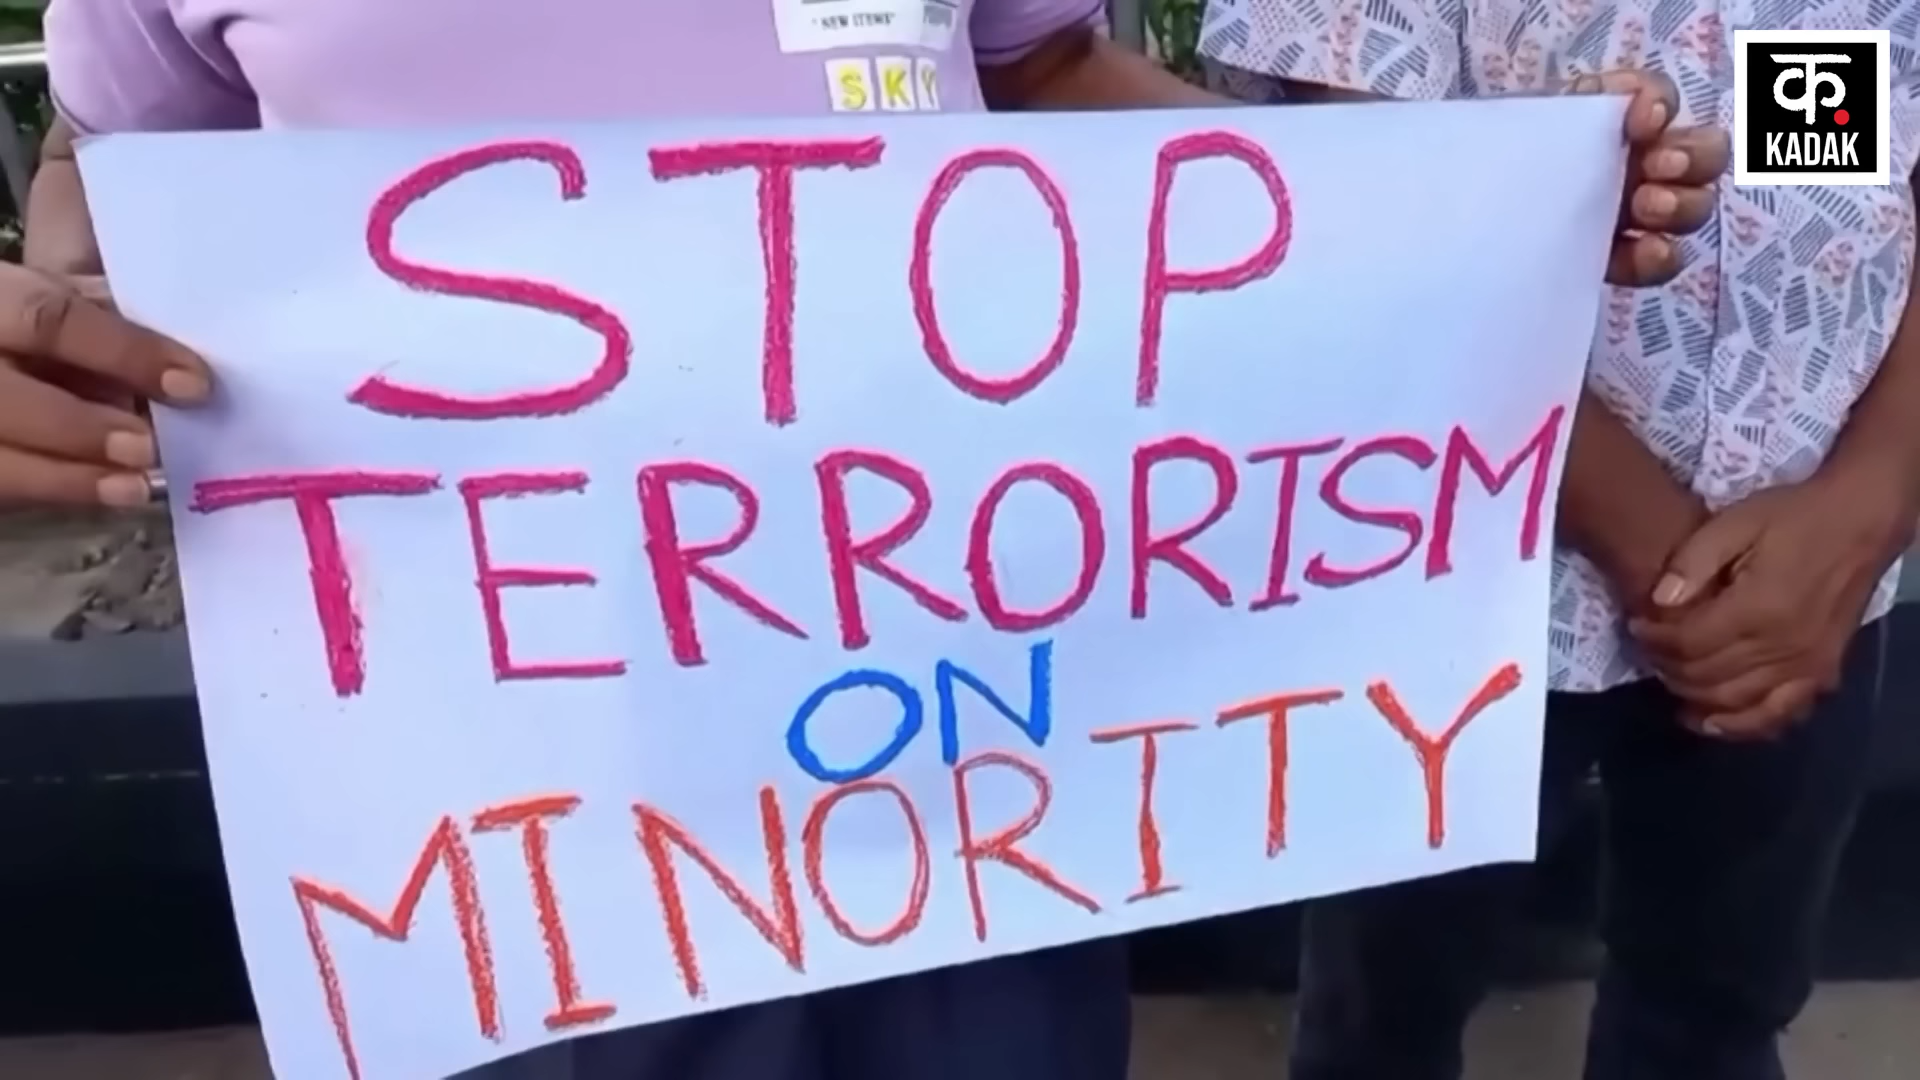 "NEW ITEMS"
SKY
क.
KADAK
STOP
TERRORISM
ON
MINORITY